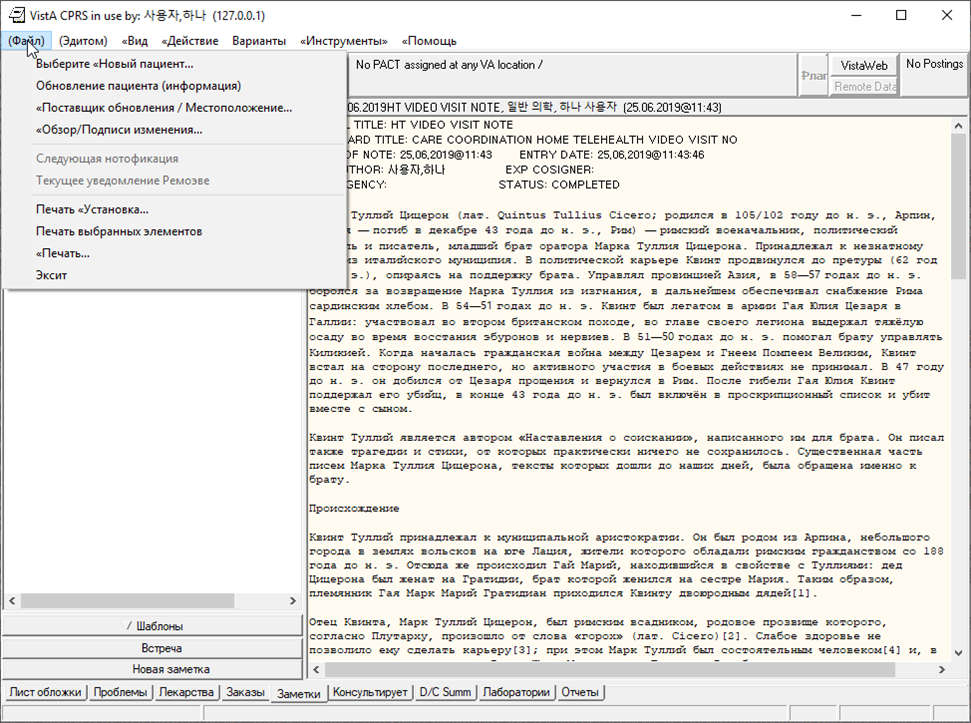 VistA CPRS in use by: 사용자,하나 (127.0.0.1)
(Файл) (Эдитом) «Вид «Действие Варианты «Инструменты» «Помощь
Выберите «Новый пациент...
Обновление пациента (информация)
«Поставщик обновления / Местоположение...
«Обзор/Подписи изменения...
Следующая нотофикация
Текущее уведомление Ремоэве
Печать «Установка...
Печать выбранных элементов
«Печать...
Эксит
No PACT assigned at any VA location /
Флаг
VistaWeb
Remote Data
No Postings
06.2019HT VIDEO VISIT NOTE, 일반 의학, 하나 사용자 (25.06.2019@11:43)
TITLE: HT VIDEO VISIT NOTE
ARD TITLE: CARE COORDINATION HOME TELEHEALTH VIDEO VISIT NO
OF NOTE: 25,06,2019@11:43 ENTRY DATE: 25,06,2019@11:43:46
THOR: 사용자,하나 EXP COSIGNER:
GENCY: STATUS: COMPLETED
Туллий Цицерон (лат. Quintus Tullius Cicero; родился в 105/102 году до н. э., Арпин,
— погиб в декабре 43 года до н. э., Рим) — римский военачальник, политический
ь и писатель, младший брат оратора Марка Туллия Цицерона. Принадлежал к незнатному
из италийского муниципия. В политической карьере Квинт продвинулся до претуры (62 год
э.), опираясь на поддержку брата. Управлял провинцией Азия, в 58—57 годах до н. э.
боролся за возвращение Марка Туллия из изгнания, в дальнейшем обеспечивал снабжение Рима
сардинским хлебом. В 54—51 годах до н. э. Квинт был легатом в армии Гая Юлия Цезаря в
Галлии: участвовал во втором британском походе, во главе своего легиона выдержал тяжёлую
осаду во время восстания эбуронов и нервиев. В 51—50 годах до н. э. помогал брату управлять
Киликией. Когда началась гражданская война между Цезарем и Гнеем Помпеем Великим, Квинт
встал на сторону последнего, но активного участия в боевых действиях не принимал. В 47 году
до н. э. он добился от Цезаря прощения и вернулся в Рим. После гибели Гая Юлия Квинт
поддержал его убийц, в конце 43 года до н. э. был включён в проскрипционный список и убит
вместе с сыном.
Квинт Туллий является автором «Наставления о соискании», написанного им для брата. Он писал
также трагедии и стихи, от которых практически ничего не сохранилось. Существенная часть
писем Марка Туллия Цицерона, тексты которых дошли до наших дней, была обращена именно к
брату.
Происхождение
Квинт Туллий принадлежал к муниципальной аристократии. Он был родом из Арпина, небольшого
города в землях вольсков на юге Лация, жители которого обладали римским гражданством со 188
года до н. э. Отсюда же происходил Гай Марий, находившийся в свойстве с Туллиями: дед
Цицерона был женат на Гратидии, брат которой женился на сестре Мария. Таким образом,
племянник Гая Марк Марий Гратидиан приходился Квинту двоюродным дядей[1].
Отец Квинта, Марк Туллий Цицерон, был римским всадником, родовое прозвище которого,
согласно Плутарху, произошло от слова «горох» (лат. Cicero)[2]. Слабое здоровье не
позволило ему сделать карьеру[3]; при этом Марк Туллий был состоятельным человеком[4] и, в
/ Шаблоны
Встреча
Новая заметка
Лист обложки Проблемы Лекарства Заказы Заметки Консультирует D/C Summ Лаборатории Отчеты